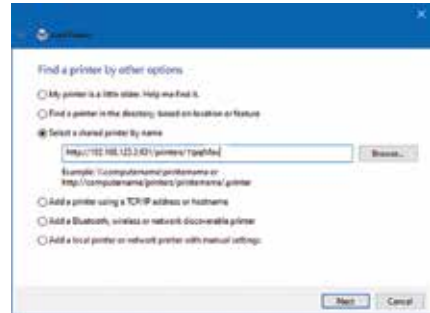 Find a printer by other options
My printer is a little older. Help me find it.
Find a printer in the directory, based on location or feature
Select a shared printer by name
Browse...
Example: \\computername\printername or
http://computername/printers/printername/.printer
Add a printer using a TCP/IP address or hostname
Add a Bluetooth, wireless or network discoverable printer
Add a local printer or network printer with manual settings
Next
Cancel